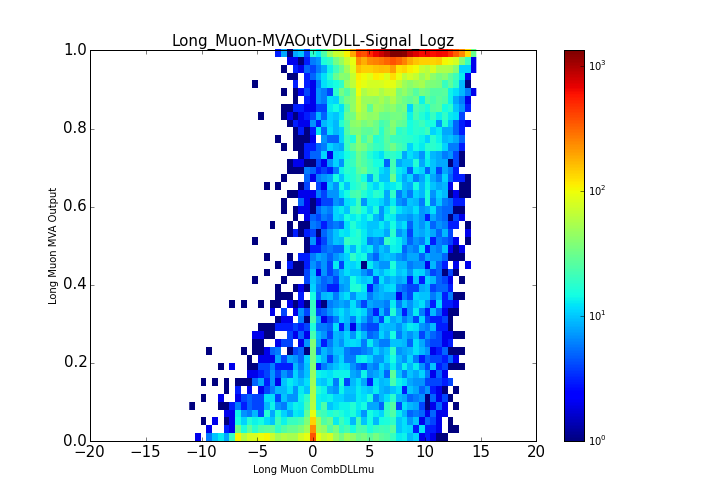 Long_Muon-MVAOutVDLL-Signal_Logz
1.0
0.8
0.6
0.4
0.2
0.0
Long Muon MVA Output
−20 −15 −10 −5 0 5 10 15 20
Long Muon CombDLLmu
10³
10²
10¹
10⁰